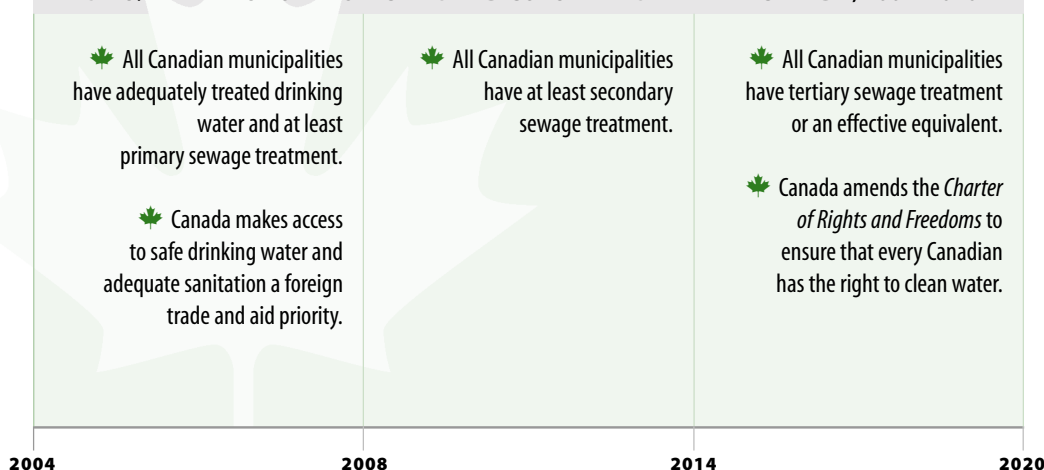 All Canadian municipalities
have adequately treated drinking
water and at least
primary sewage treatment.
Canada makes access
to safe drinking water and
adequate sanitation a foreign
trade and aid priority.
All Canadian municipalities
have at least secondary
sewage treatment.
All Canadian municipalities
have tertiary sewage treatment
or an effective equivalent.
Canada amends the Charter
of Rights and Freedoms to
ensure that every Canadian
has the right to clean water.
2004 2008 2014 2020